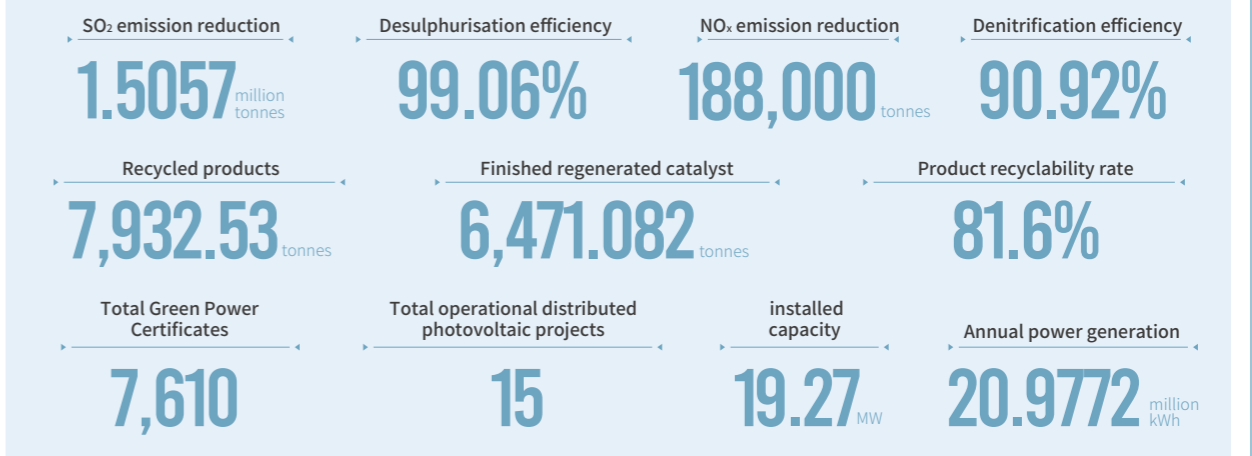 SO₂ emission reduction
1.5057 million tonnes
Desulphurisation efficiency
99.06%
NOₓ emission reduction
188,000 tonnes
Denitrification efficiency
90.92%
Recycled products
7,932.53 tonnes
Finished regenerated catalyst
6,471.082 tonnes
Product recyclability rate
81.6%
Total Green Power
Certificates
7,610
Total operational distributed
photovoltaic projects
15
installed
capacity
19.27 MW
Annual power generation
20.9772 million kWh